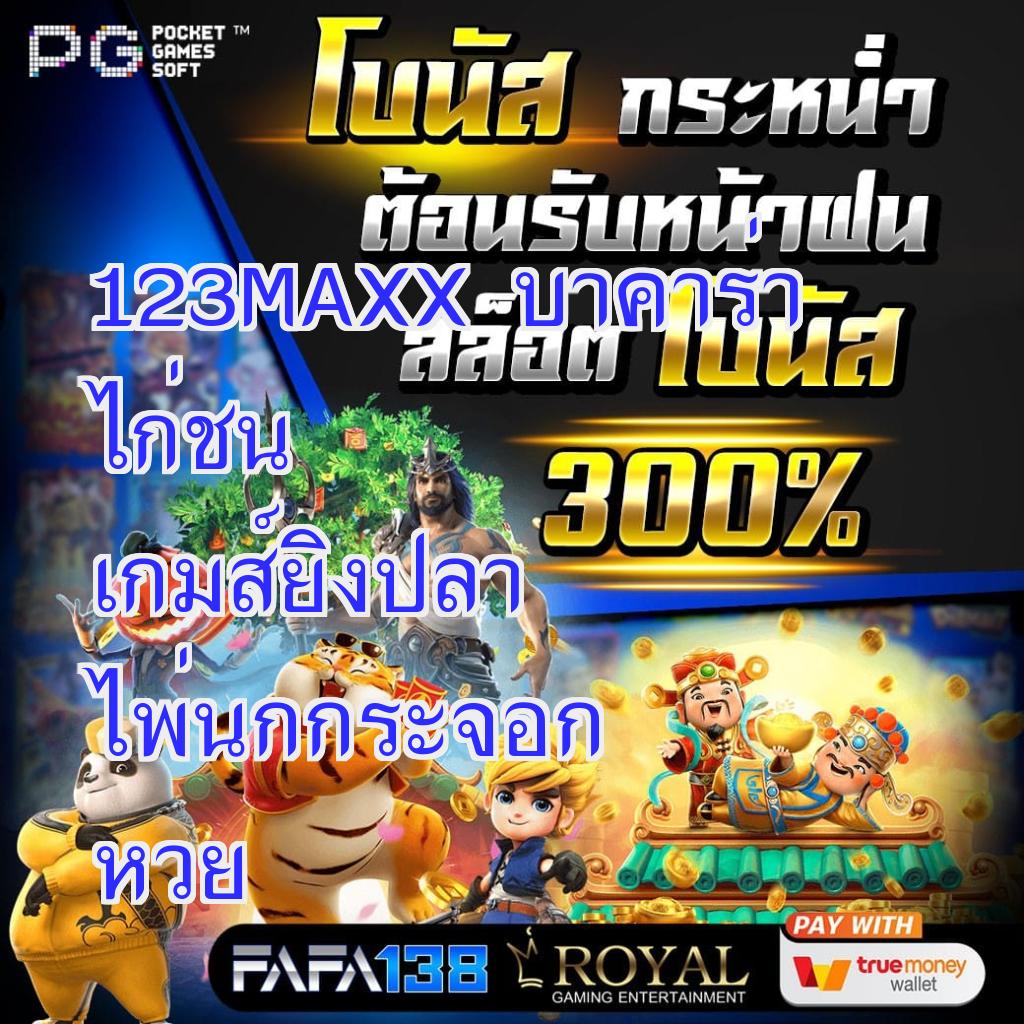 PG POCKET GAMES SOFT ™
โบนัส กระหน่ำ
ต้อนรับหน้าฝน
สล็อต โบนัส
300%
123MAXX บาคาร่า
ไก่ชน
เกมส์ยิงปลา
ไพ่นกกระจอก
หวย
FAFA138
ROYAL
GAMING ENTERTAINMENT
PAY WITH
truemoney
wallet